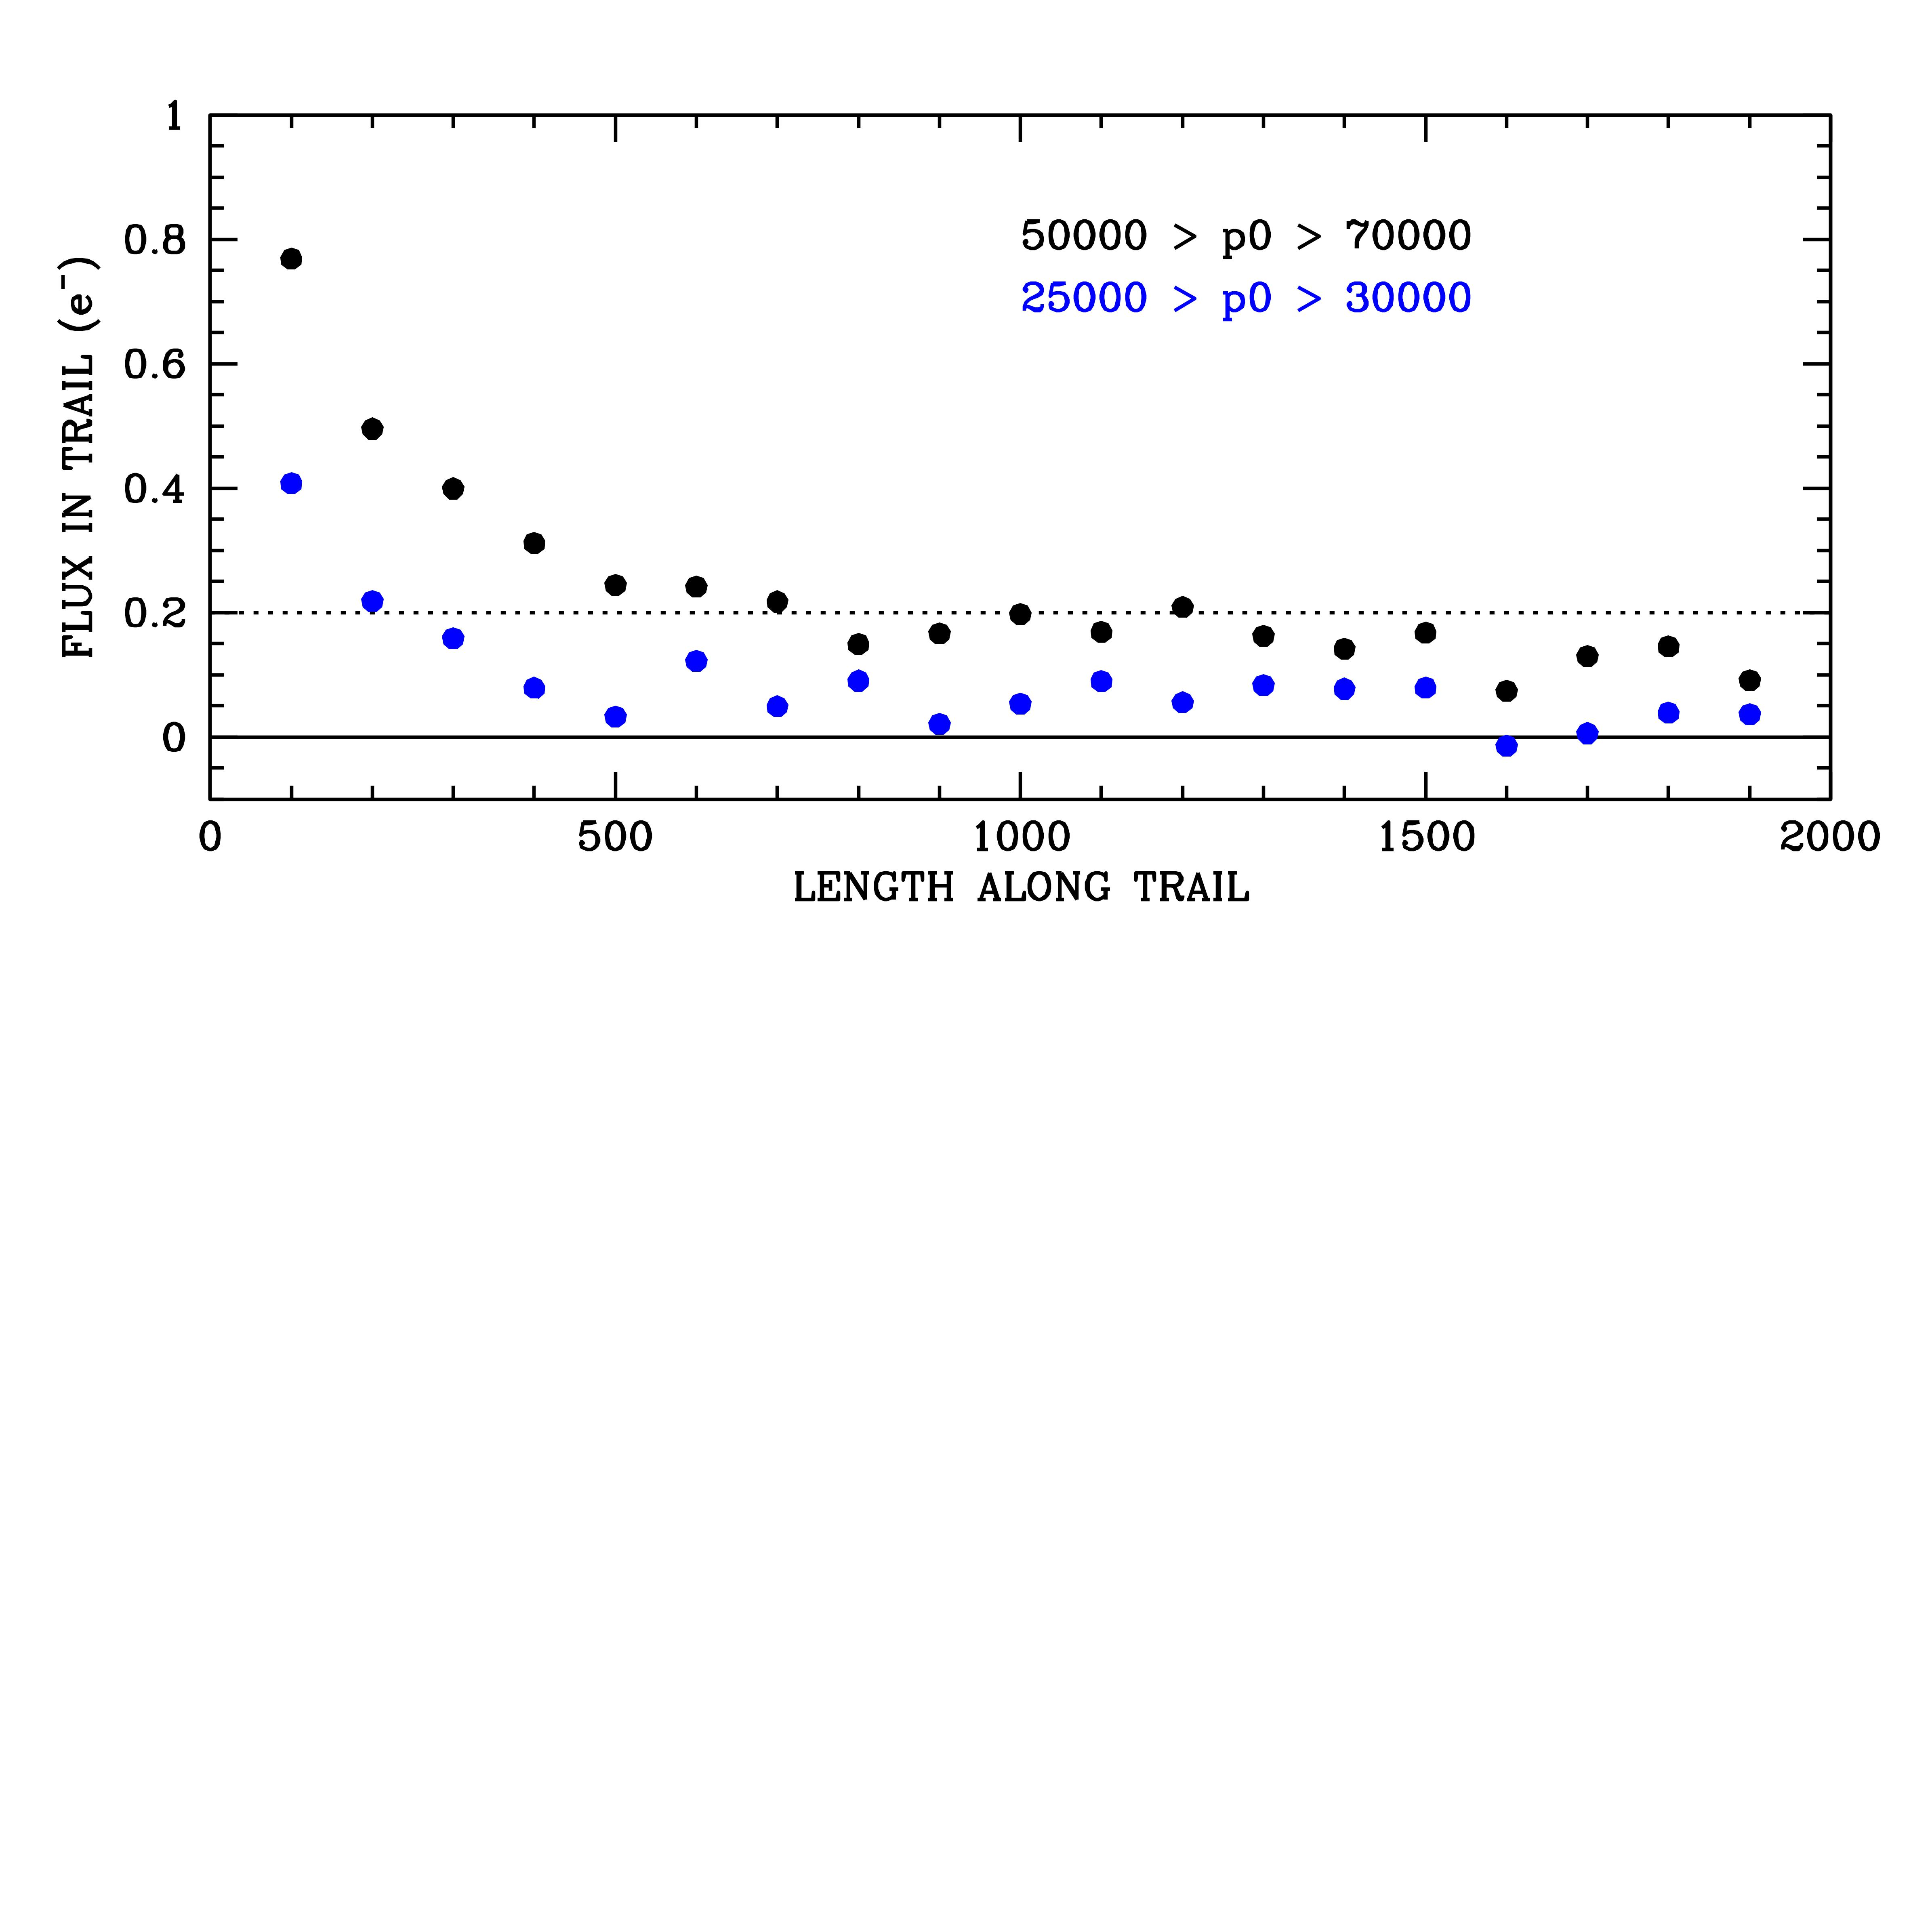 1
0.8
0.6
0.4
0.2
0
FLUX IN TRAIL (e⁻)
50000 > p0 > 70000
25000 > p0 > 30000
0 500 1000 1500 2000
LENGTH ALONG TRAIL